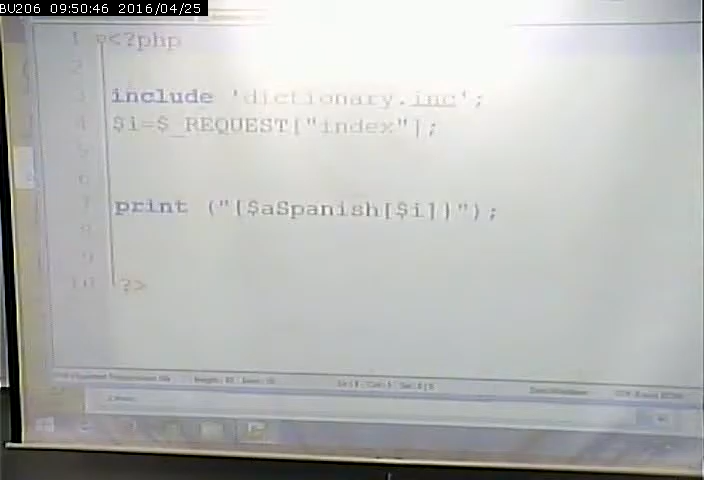 BU206 09:50:46 2016/04/25
1 <?php
2
3 include 'dictionary.inc';
4 $i=$_REQUEST["index"];
5
6
7 print ("{$aSpanish[$i]}");
8
9
10 ?>